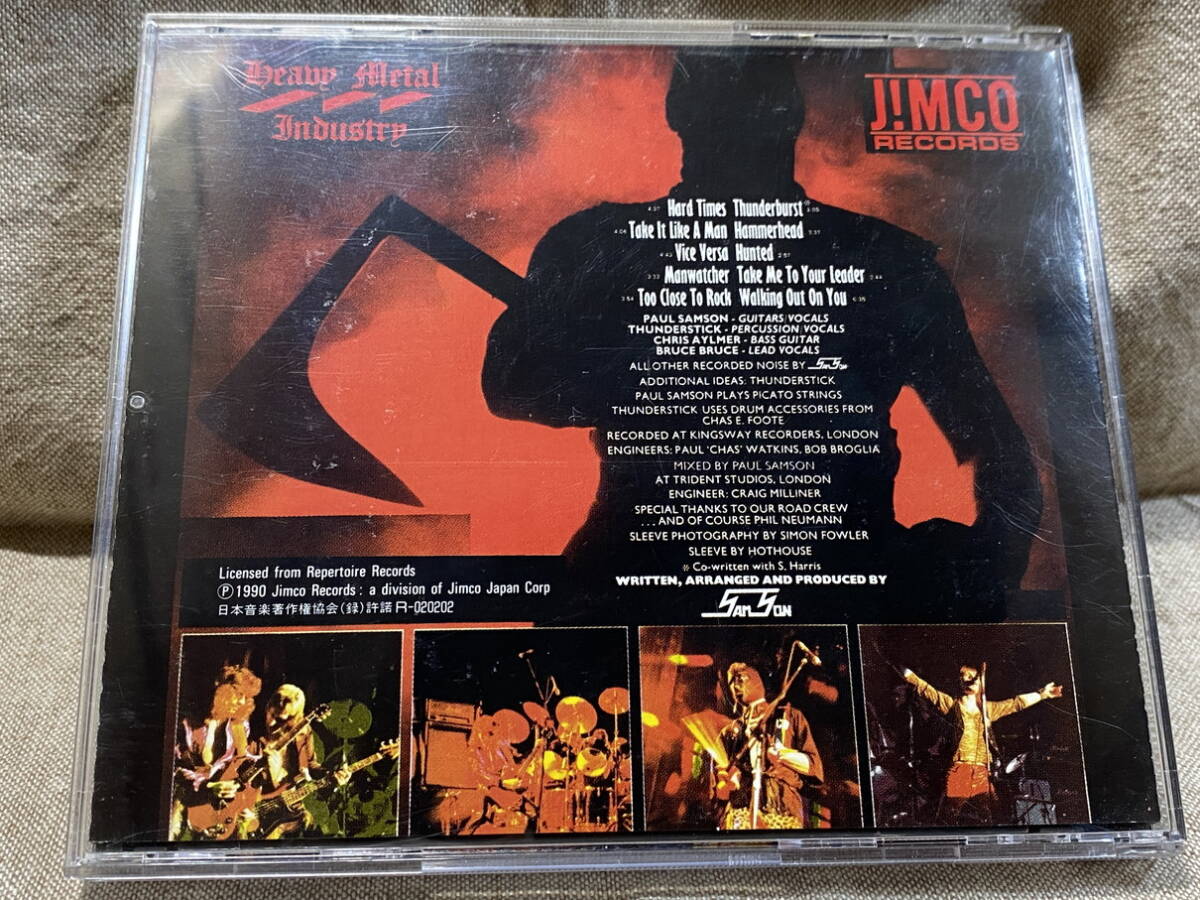 Heavy Metal
Industry
J!MCO
RECORDS
4:37 Hard Times Thunderburst ※
Take It Like A Man Hammerhead
Vice Versa Hunted 2:57
Manwatcher Take Me To Your Leader
3:54 Too Close To Rock Walking Out On You
PAUL SAMSON - GUITARS/VOCALS
THUNDERSTICK - PERCUSSION/VOCALS
CHRIS AYLMER - BASS GUITAR
BRUCE BRUCE - LEAD VOCALS
ALL OTHER RECORDED NOISE BY SAMSON
ADDITIONAL IDEAS: THUNDERSTICK
PAUL SAMSON PLAYS PICATO STRINGS
THUNDERSTICK USES DRUM ACCESSORIES FROM
CHAS E. FOOTE
RECORDED AT KINGSWAY RECORDERS, LONDON
ENGINEERS: PAUL 'CHAS' WATKINS, BOB BROGLIA
MIXED BY PAUL SAMSON
AT TRIDENT STUDIOS, LONDON
ENGINEER: CRAIG MILLINER
SPECIAL THANKS TO OUR ROAD CREW
...AND OF COURSE PHIL NEUMANN
SLEEVE PHOTOGRAPHY BY SIMON FOWLER
SLEEVE BY HOTHOUSE
※ Co-written with S. Harris
WRITTEN, ARRANGED AND PRODUCED BY
SAMSON
Licensed from Repertoire Records
Ⓟ 1990 Jimco Records : a division of Jimco Japan Corp
日本音楽著作権協会(録)許諾 R-020202